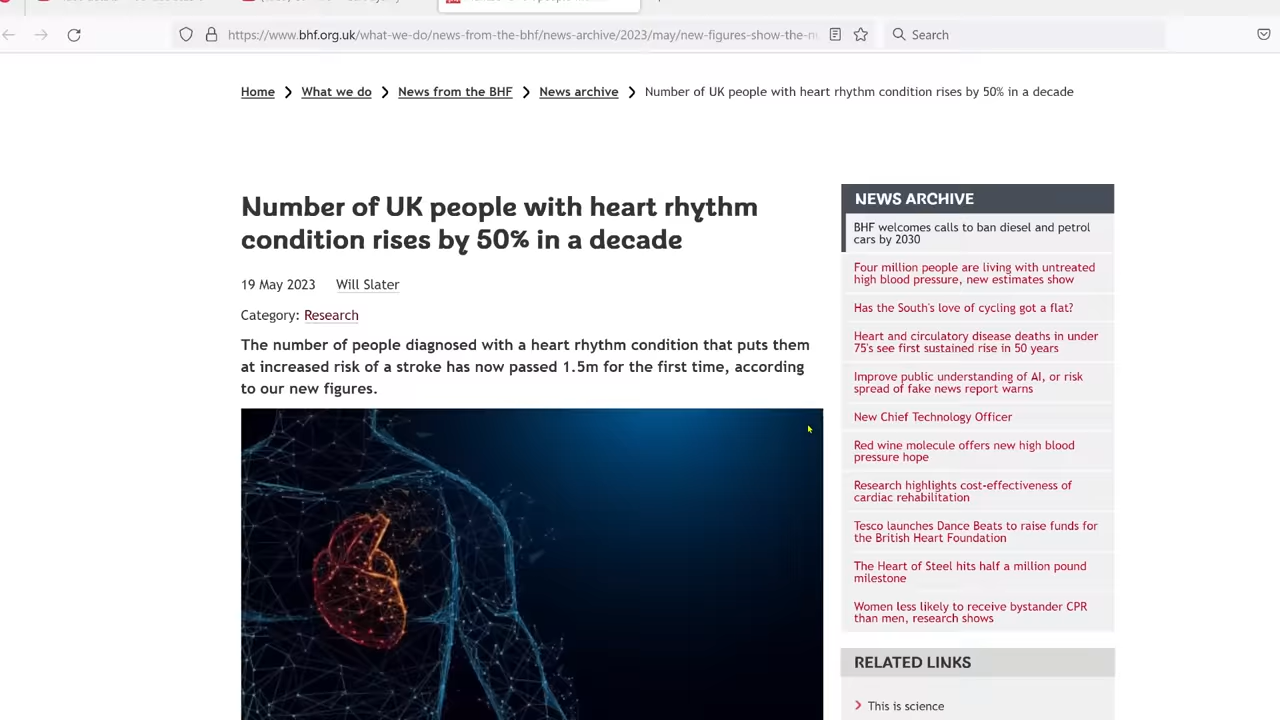 https://www.bhf.org.uk/what-we-do/news-from-the-bhf/news-archive/2023/may/new-figures-show-the-n
Search
Home What we do News from the BHF News archive Number of UK people with heart rhythm condition rises by 50% in a decade
Number of UK people with heart rhythm
condition rises by 50% in a decade
19 May 2023 Will Slater
Category: Research
The number of people diagnosed with a heart rhythm condition that puts them
at increased risk of a stroke has now passed 1.5m for the first time, according
to our new figures.
NEWS ARCHIVE
BHF welcomes calls to ban diesel and petrol
cars by 2030
Four million people are living with untreated
high blood pressure, new estimates show
Has the South's love of cycling got a flat?
Heart and circulatory disease deaths in under
75's see first sustained rise in 50 years
Improve public understanding of AI, or risk
spread of fake news report warns
New Chief Technology Officer
Red wine molecule offers new high blood
pressure hope
Research highlights cost-effectiveness of
cardiac rehabilitation
Tesco launches Dance Beats to raise funds for
the British Heart Foundation
The Heart of Steel hits half a million pound
milestone
Women less likely to receive bystander CPR
than men, research shows
RELATED LINKS
This is science